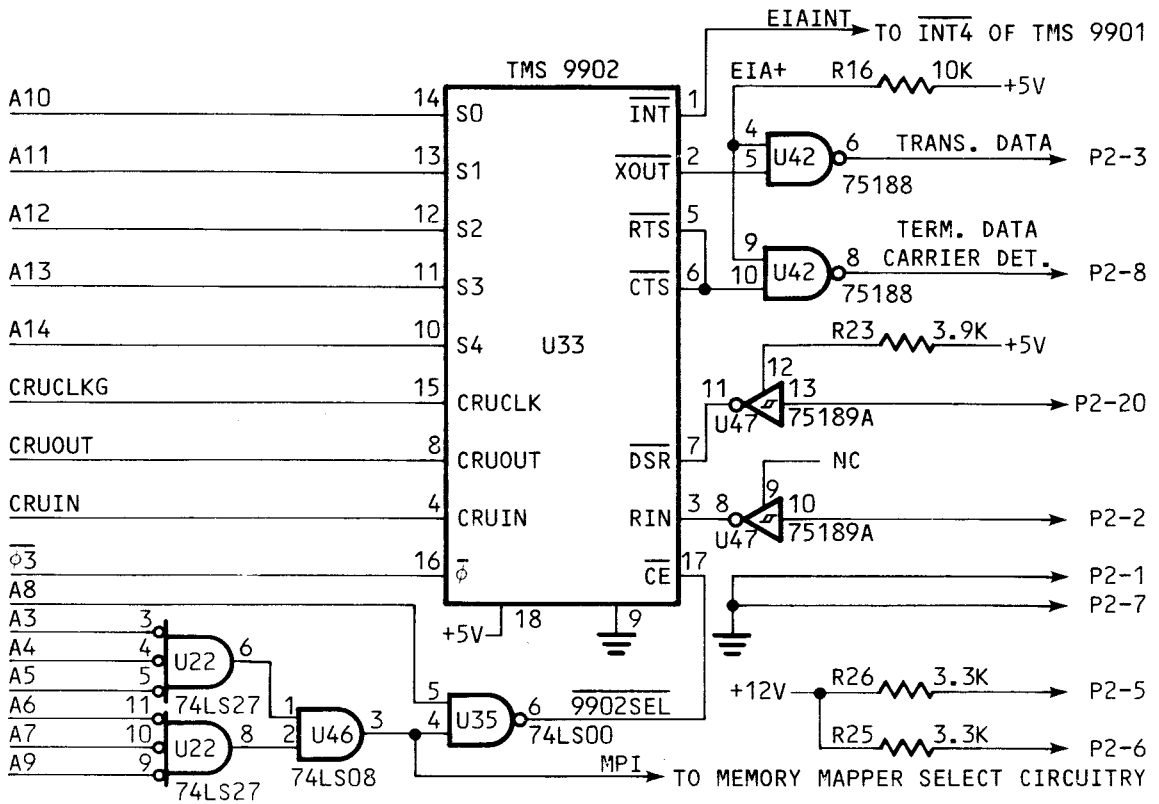 EIAINT TO INT4 OF TMS 9901
TMS 9902
EIA+ R16 10K +5V
A10 14 S0 INT 1
4 6 TRANS. DATA P2-3
U42
5
75188
A11 13 S1 XOUT 2
A12 12 S2 RTS 5
TERM. DATA
CARRIER DET.
9 8 P2-8
U42
10
75188
A13 11 S3 CTS 6
A14 10 S4 U33
R23 3.9K +5V
CRUCLKG 15 CRUCLK
11 12 13 P2-20
U47 75189A
CRUOUT 8 CRUOUT DSR 7
NC
CRUIN 4 CRUIN RIN 3
8 9 10 P2-2
U47 75189A
φ3 16 φ CE 17
P2-1
P2-7
+5V 18 9
A8
A3 3
A4 4 U22 6
A5 5
74LS27
A6 11
A7 10 U22 8
A9 9
74LS27
1 U46 3
2
74LS08
5 U35 6 9902SEL
4
74LS00
MPI TO MEMORY MAPPER SELECT CIRCUITRY
+12V R26 3.3K P2-5
R25 3.3K P2-6